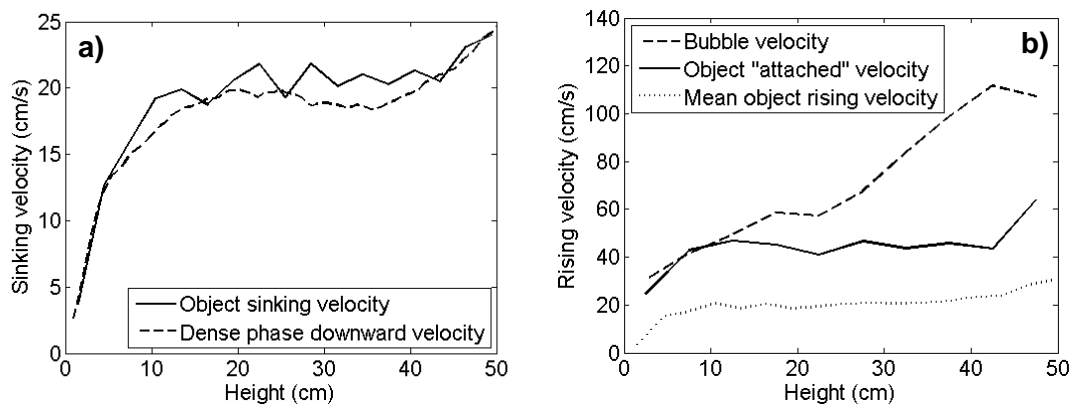 a)
25
20
15
10
5
0
Sinking velocity (cm/s)
Object sinking velocity
Dense phase downward velocity
0 10 20 30 40 50
Height (cm)
b)
140
120
100
80
60
40
20
0
Rising velocity (cm/s)
Bubble velocity
Object "attached" velocity
Mean object rising velocity
0 10 20 30 40 50
Height (cm)